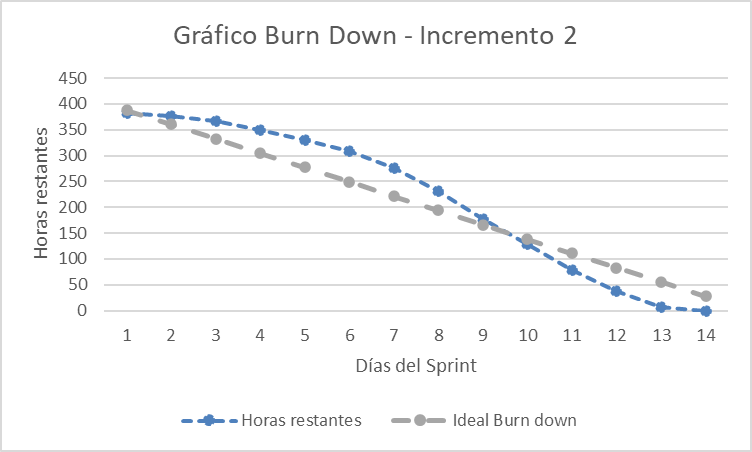 Gráfico Burn Down - Incremento 2
450
400
350
300
250
200
150
100
50
0
Horas restantes
1 2 3 4 5 6 7 8 9 10 11 12 13 14
Días del Sprint
Horas restantes Ideal Burn down